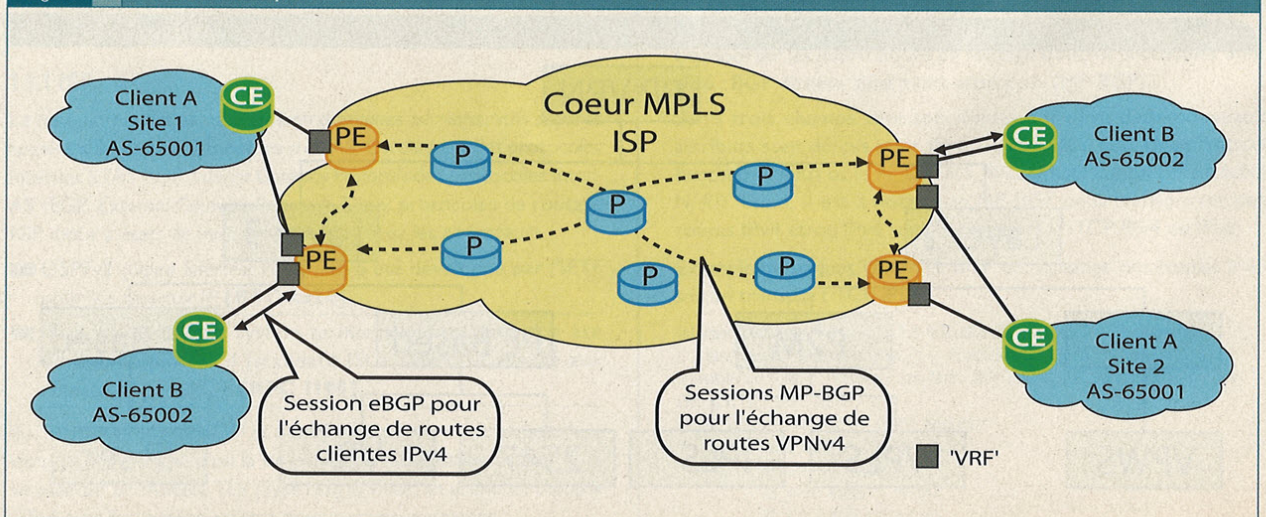 Client A
Site 1
AS-65001
CE
PE
P
Coeur MPLS
ISP
P
P
PE
CE
Client B
AS-65002
PE
P
P
P
PE
CE
Client B
AS-65002
Session eBGP pour
l'échange de routes
clientes IPv4
Sessions MP-BGP
pour l'échange de
routes VPNv4
CE
Client A
Site 2
AS-65001
'VRF'